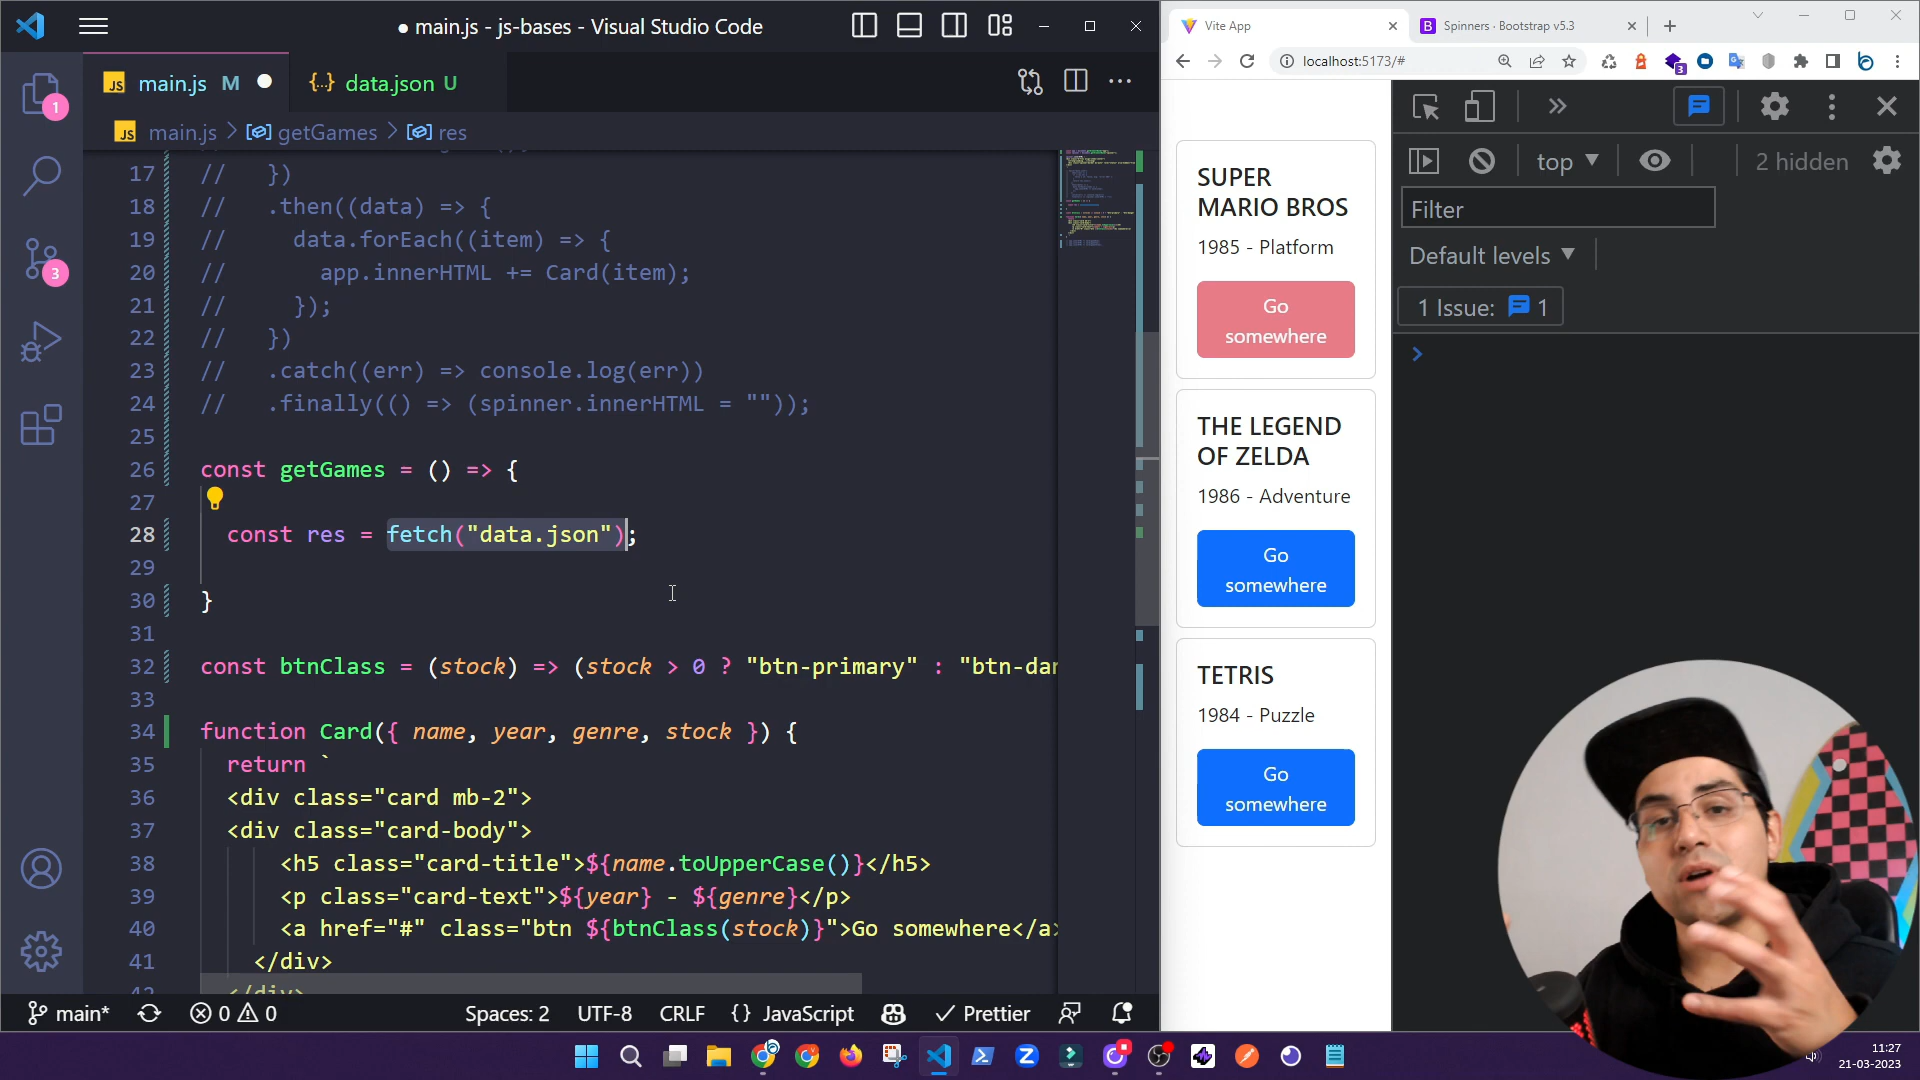 ● main.js - js-bases - Visual Studio Code
main.js M
data.json U
main.js > getGames > res
1
3
17 // })
18 // .then((data) => {
19 // data.forEach((item) => {
20 // app.innerHTML += Card(item);
21 // });
22 // })
23 // .catch((err) => console.log(err))
24 // .finally(() => (spinner.innerHTML = ""));
25
26 const getGames = () => {
27
28 const res = fetch("data.json");
29
30 }
31
32 const btnClass = (stock) => (stock > 0 ? "btn-primary" : "btn-dan
33
34 function Card({ name, year, genre, stock }) {
35 return `
36 <div class="card mb-2">
37 <div class="card-body">
38 <h5 class="card-title">${name.toUpperCase()}</h5>
39 <p class="card-text">${year} - ${genre}</p>
40 <a href="#" class="btn ${btnClass(stock)}">Go somewhere</a>
41 </div>
42 </div>
main* 0 0
Spaces: 2 UTF-8 CRLF {} JavaScript Prettier
Vite App
Spinners · Bootstrap v5.3
localhost:5173/#
3
SUPER
MARIO BROS
1985 - Platform
Go
somewhere
THE LEGEND
OF ZELDA
1986 - Adventure
Go
somewhere
TETRIS
1984 - Puzzle
Go
somewhere
top
2 hidden
Filter
Default levels
1 Issue: 1
11:27
21-03-2023